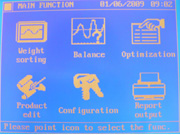 MAIN FUNCTION 01/06/2009 09:02
Weight sorting
Balance
Optimization
Product edit
Configuration
Report output
Please point icon to select the func.